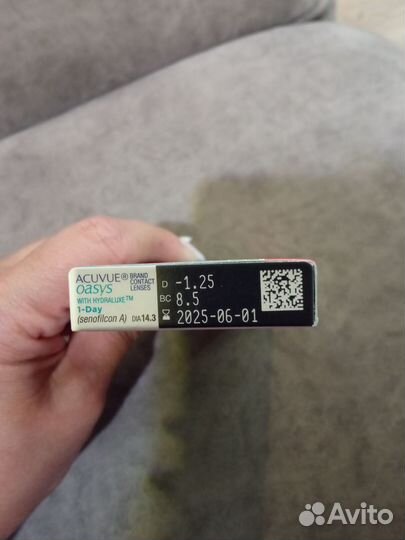 ACUVUE® BRAND CONTACT LENSES
Oasys
WITH HYDRALUXE™
1-Day
(senofilcon A) DIA 14.3
D -1.25
BC 8.5
2025-06-01
Avito